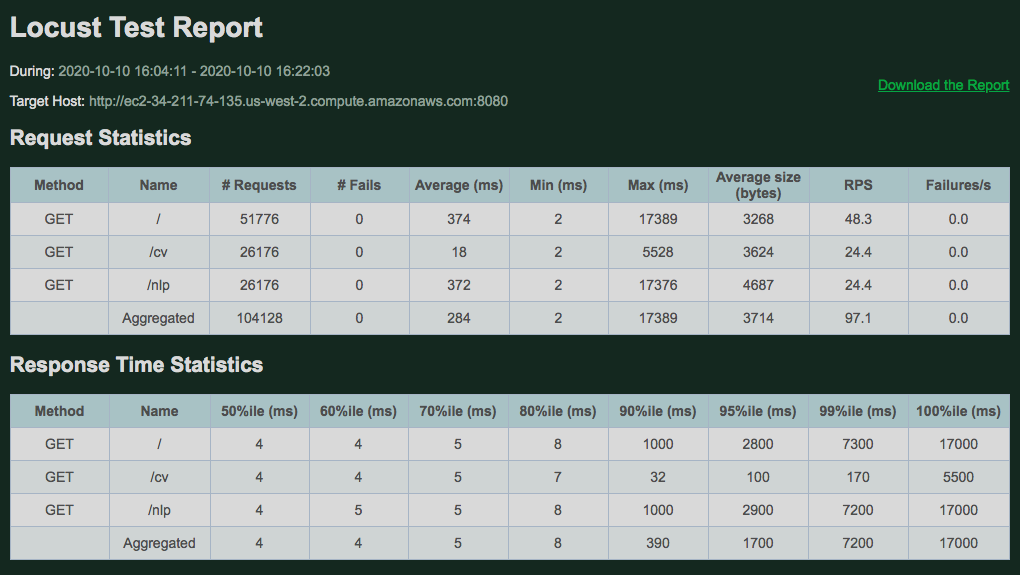 Locust Test Report
During: 2020-10-10 16:04:11 - 2020-10-10 16:22:03
Download the Report
Target Host: http://ec2-34-211-74-135.us-west-2.compute.amazonaws.com:8080
Request Statistics
Method Name # Requests # Fails Average (ms) Min (ms) Max (ms) Average size (bytes) RPS Failures/s
GET / 51776 0 374 2 17389 3268 48.3 0.0
GET /cv 26176 0 18 2 5528 3624 24.4 0.0
GET /nlp 26176 0 372 2 17376 4687 24.4 0.0
Aggregated 104128 0 284 2 17389 3714 97.1 0.0
Response Time Statistics
Method Name 50%ile (ms) 60%ile (ms) 70%ile (ms) 80%ile (ms) 90%ile (ms) 95%ile (ms) 99%ile (ms) 100%ile (ms)
GET / 4 4 5 8 1000 2800 7300 17000
GET /cv 4 4 5 7 32 100 170 5500
GET /nlp 4 5 5 8 1000 2900 7200 17000
Aggregated 4 4 5 8 390 1700 7200 17000